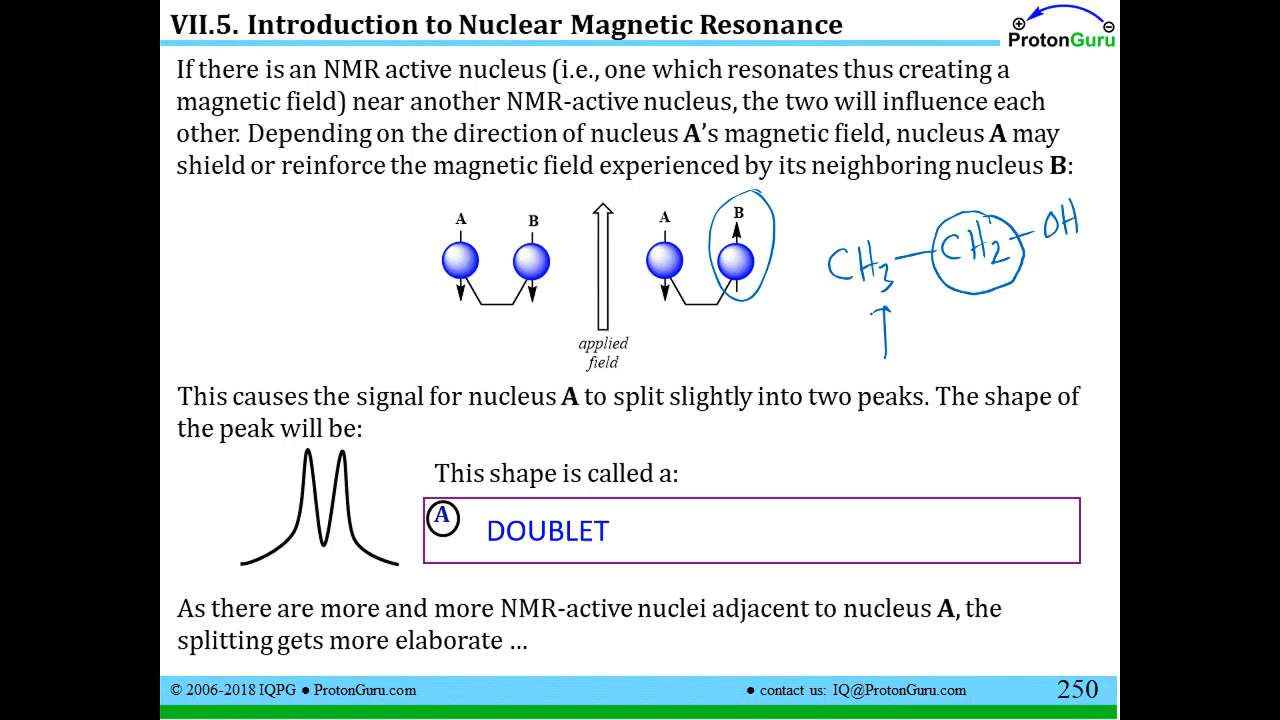 VII.5. Introduction to Nuclear Magnetic Resonance
⊕ ⊖
ProtonGuru
If there is an NMR active nucleus (i.e., one which resonates thus creating a
magnetic field) near another NMR-active nucleus, the two will influence each
other. Depending on the direction of nucleus A’s magnetic field, nucleus A may
shield or reinforce the magnetic field experienced by its neighboring nucleus B:
A B A B
CH3—CH2—OH
applied
field
This causes the signal for nucleus A to split slightly into two peaks. The shape of
the peak will be:
This shape is called a:
A DOUBLET
As there are more and more NMR-active nuclei adjacent to nucleus A, the
splitting gets more elaborate …
© 2006-2018 IQPG ● ProtonGuru.com ● contact us: IQ@ProtonGuru.com 250